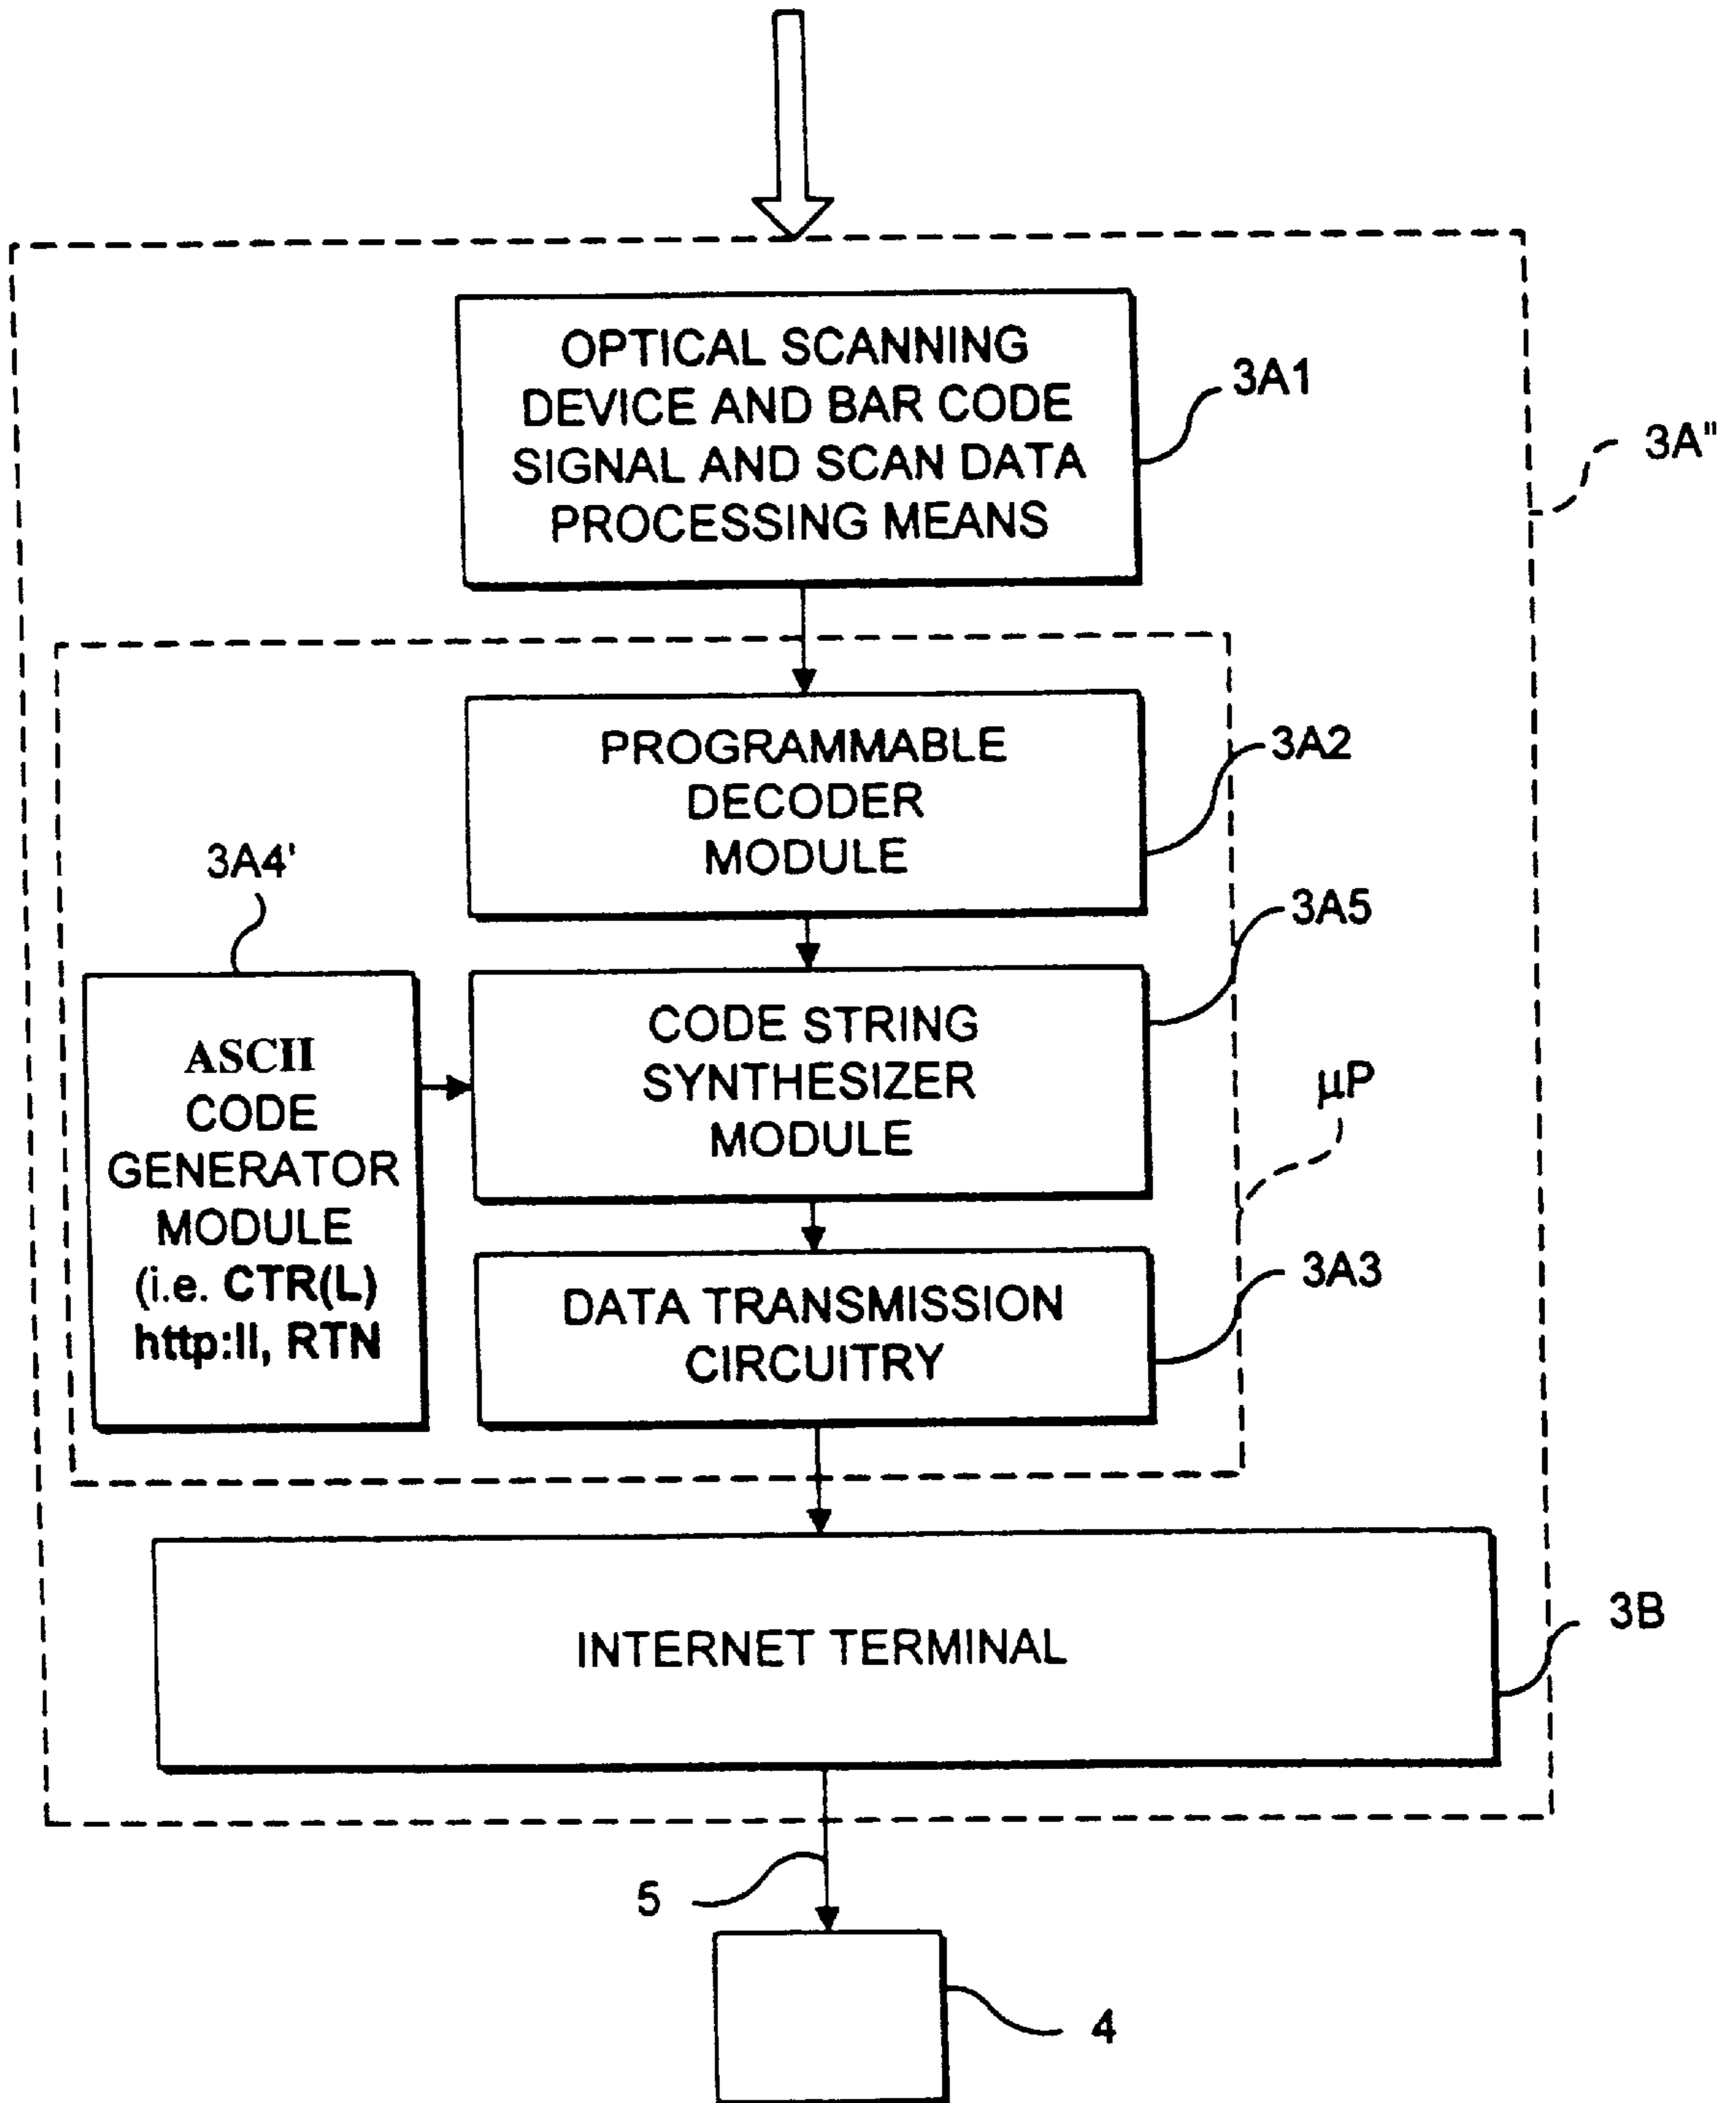 OPTICAL SCANNING
DEVICE AND BAR CODE
SIGNAL AND SCAN DATA
PROCESSING MEANS
3A1
3A"
PROGRAMMABLE
DECODER
MODULE
3A2
3A4'
3A5
ASCII
CODE
GENERATOR
MODULE
(i.e. CTR(L)
http:II, RTN
CODE STRING
SYNTHESIZER
MODULE
µP
DATA TRANSMISSION
CIRCUITRY
3A3
INTERNET TERMINAL
3B
5
4